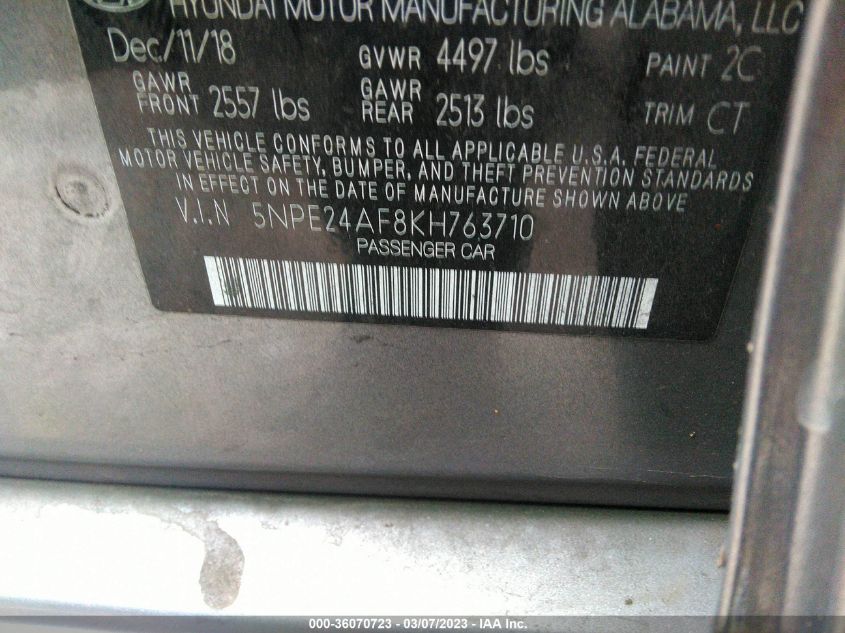 HYUNDAI MOTOR MANUFACTURING ALABAMA, LLC
Dec/11/18 GVWR 4497 lbs PAINT 2C
GAWR FRONT 2557 lbs GAWR REAR 2513 lbs TRIM CT
THIS VEHICLE CONFORMS TO ALL APPLICABLE U.S.A. FEDERAL
MOTOR VEHICLE SAFETY, BUMPER, AND THEFT PREVENTION STANDARDS
IN EFFECT ON THE DATE OF MANUFACTURE SHOWN ABOVE
V.I.N 5NPE24AF8KH763710
PASSENGER CAR
000-36070723 - 03/07/2023 - IAA Inc.